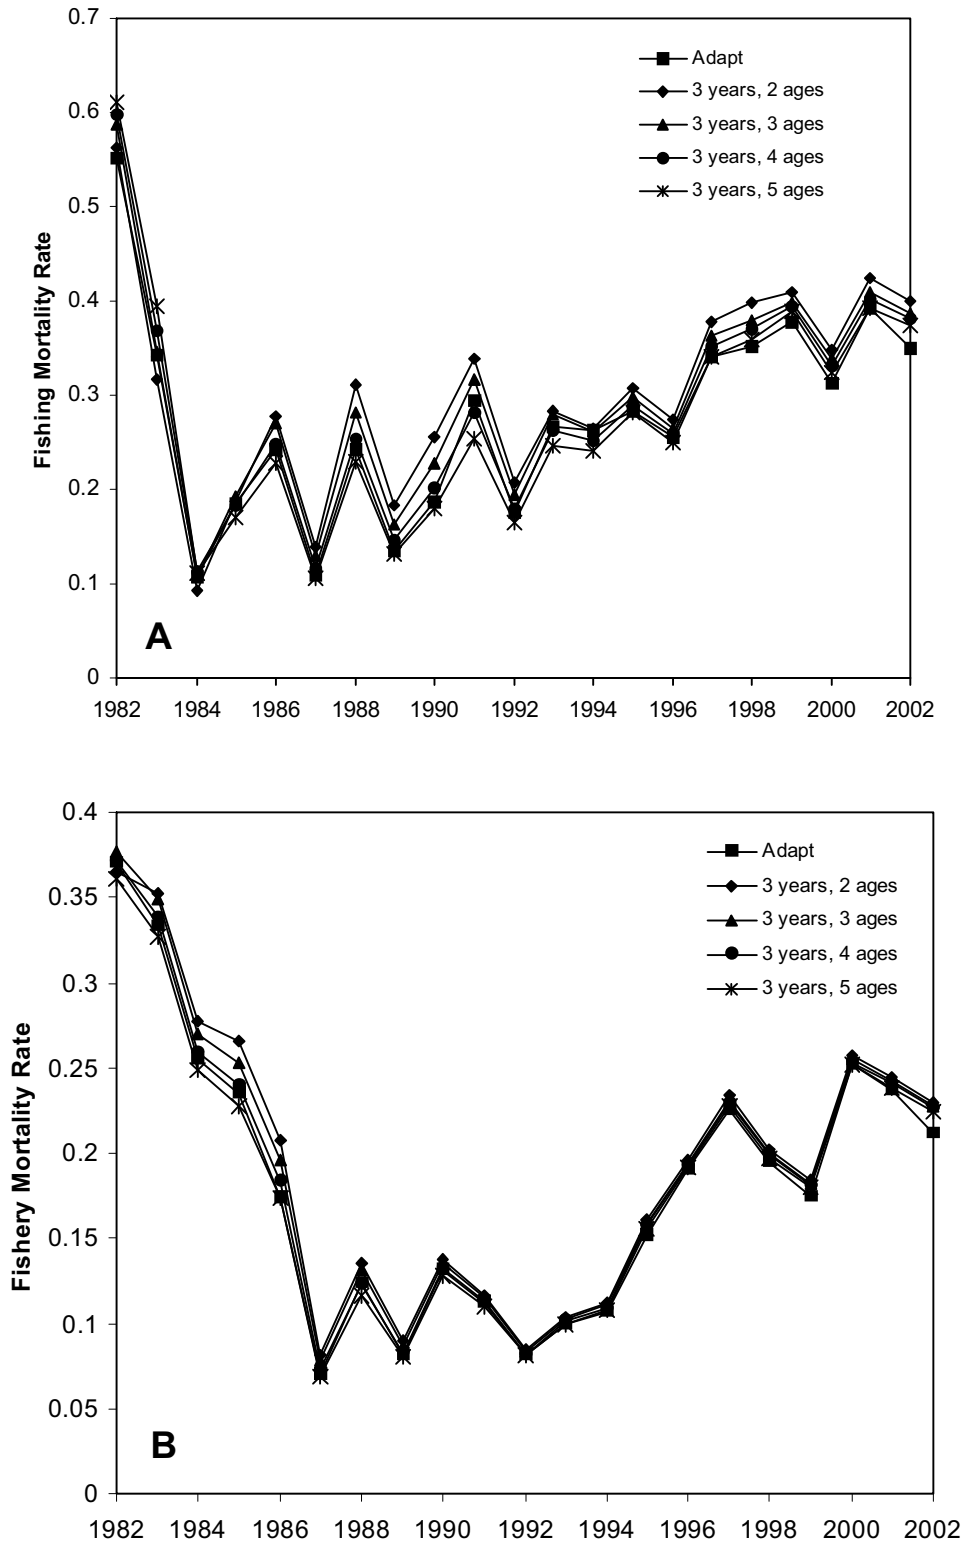 0.7
0.6
0.5
0.4
0.3
0.2
0.1
0
Fishing Mortality Rate
Adapt
3 years, 2 ages
3 years, 3 ages
3 years, 4 ages
3 years, 5 ages
A
1982 1984 1986 1988 1990 1992 1994 1996 1998 2000 2002
0.4
0.35
0.3
0.25
0.2
0.15
0.1
0.05
0
Fishery Mortality Rate
Adapt
3 years, 2 ages
3 years, 3 ages
3 years, 4 ages
3 years, 5 ages
B
1982 1984 1986 1988 1990 1992 1994 1996 1998 2000 2002